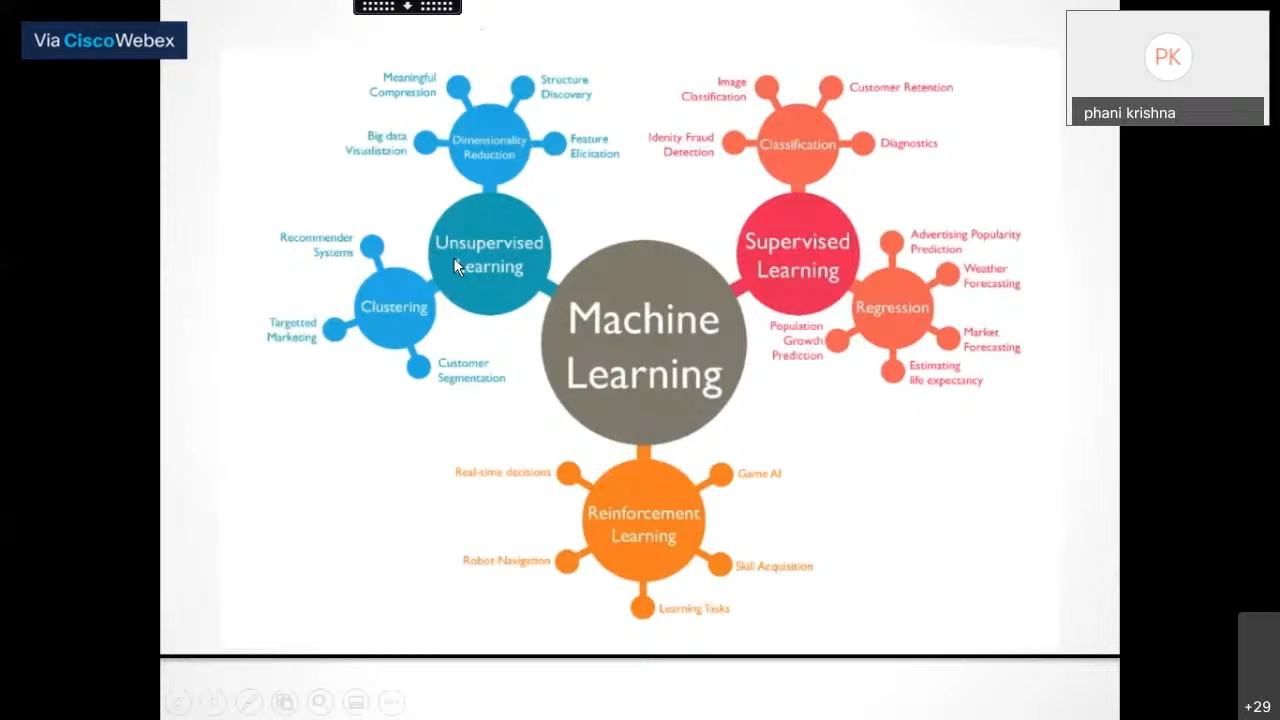 Via CiscoWebex
PK
phani krishna
Meaningful
Compression
Structure
Discovery
Big data
Visualistaion
Dimensionality
Reduction
Feature
Elicitation
Image
Classification
Customer Retention
Idenity Fraud
Detection
Classification
Diagnostics
Recommender
Systems
Unsupervised
Learning
Clustering
Targetted
Marketing
Customer
Segmentation
Supervised
Learning
Advertising Popularity
Prediction
Weather
Forecasting
Regression
Population
Growth
Prediction
Market
Forecasting
Estimating
life expectancy
Machine
Learning
Real-time decisions
Game AI
Reinforcement
Learning
Robot Navigation
Skill Acquisition
Learning Tasks
+29